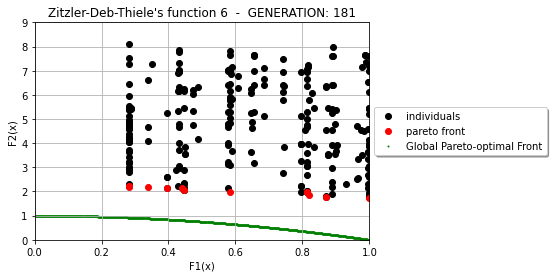 Zitzler-Deb-Thiele's function 6 - GENERATION: 181
9
8
7
6
5
4
3
2
1
0
F2(x)
0.0 0.2 0.4 0.6 0.8 1.0
F1(x)
individuals
pareto front
Global Pareto-optimal Front